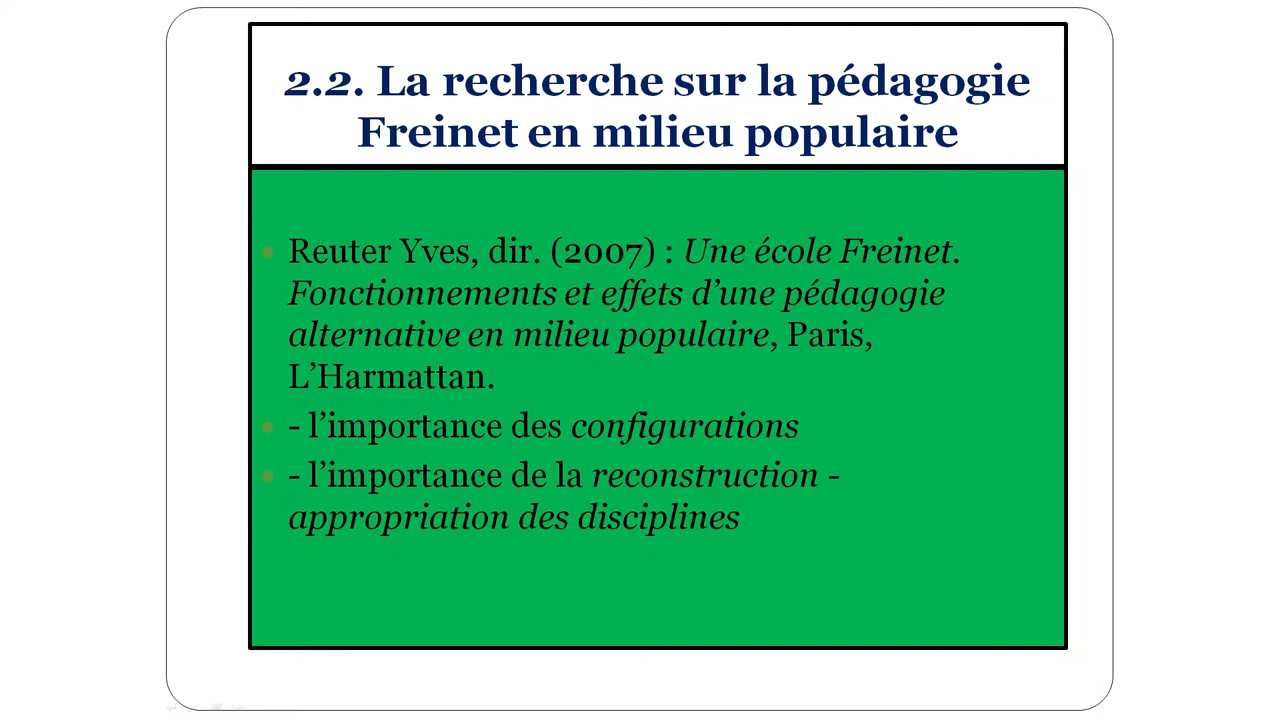 2.2. La recherche sur la pédagogie
Freinet en milieu populaire
Reuter Yves, dir. (2007) : Une école Freinet.
Fonctionnements et effets d’une pédagogie
alternative en milieu populaire, Paris,
L’Harmattan.
- l’importance des configurations
- l’importance de la reconstruction -
appropriation des disciplines